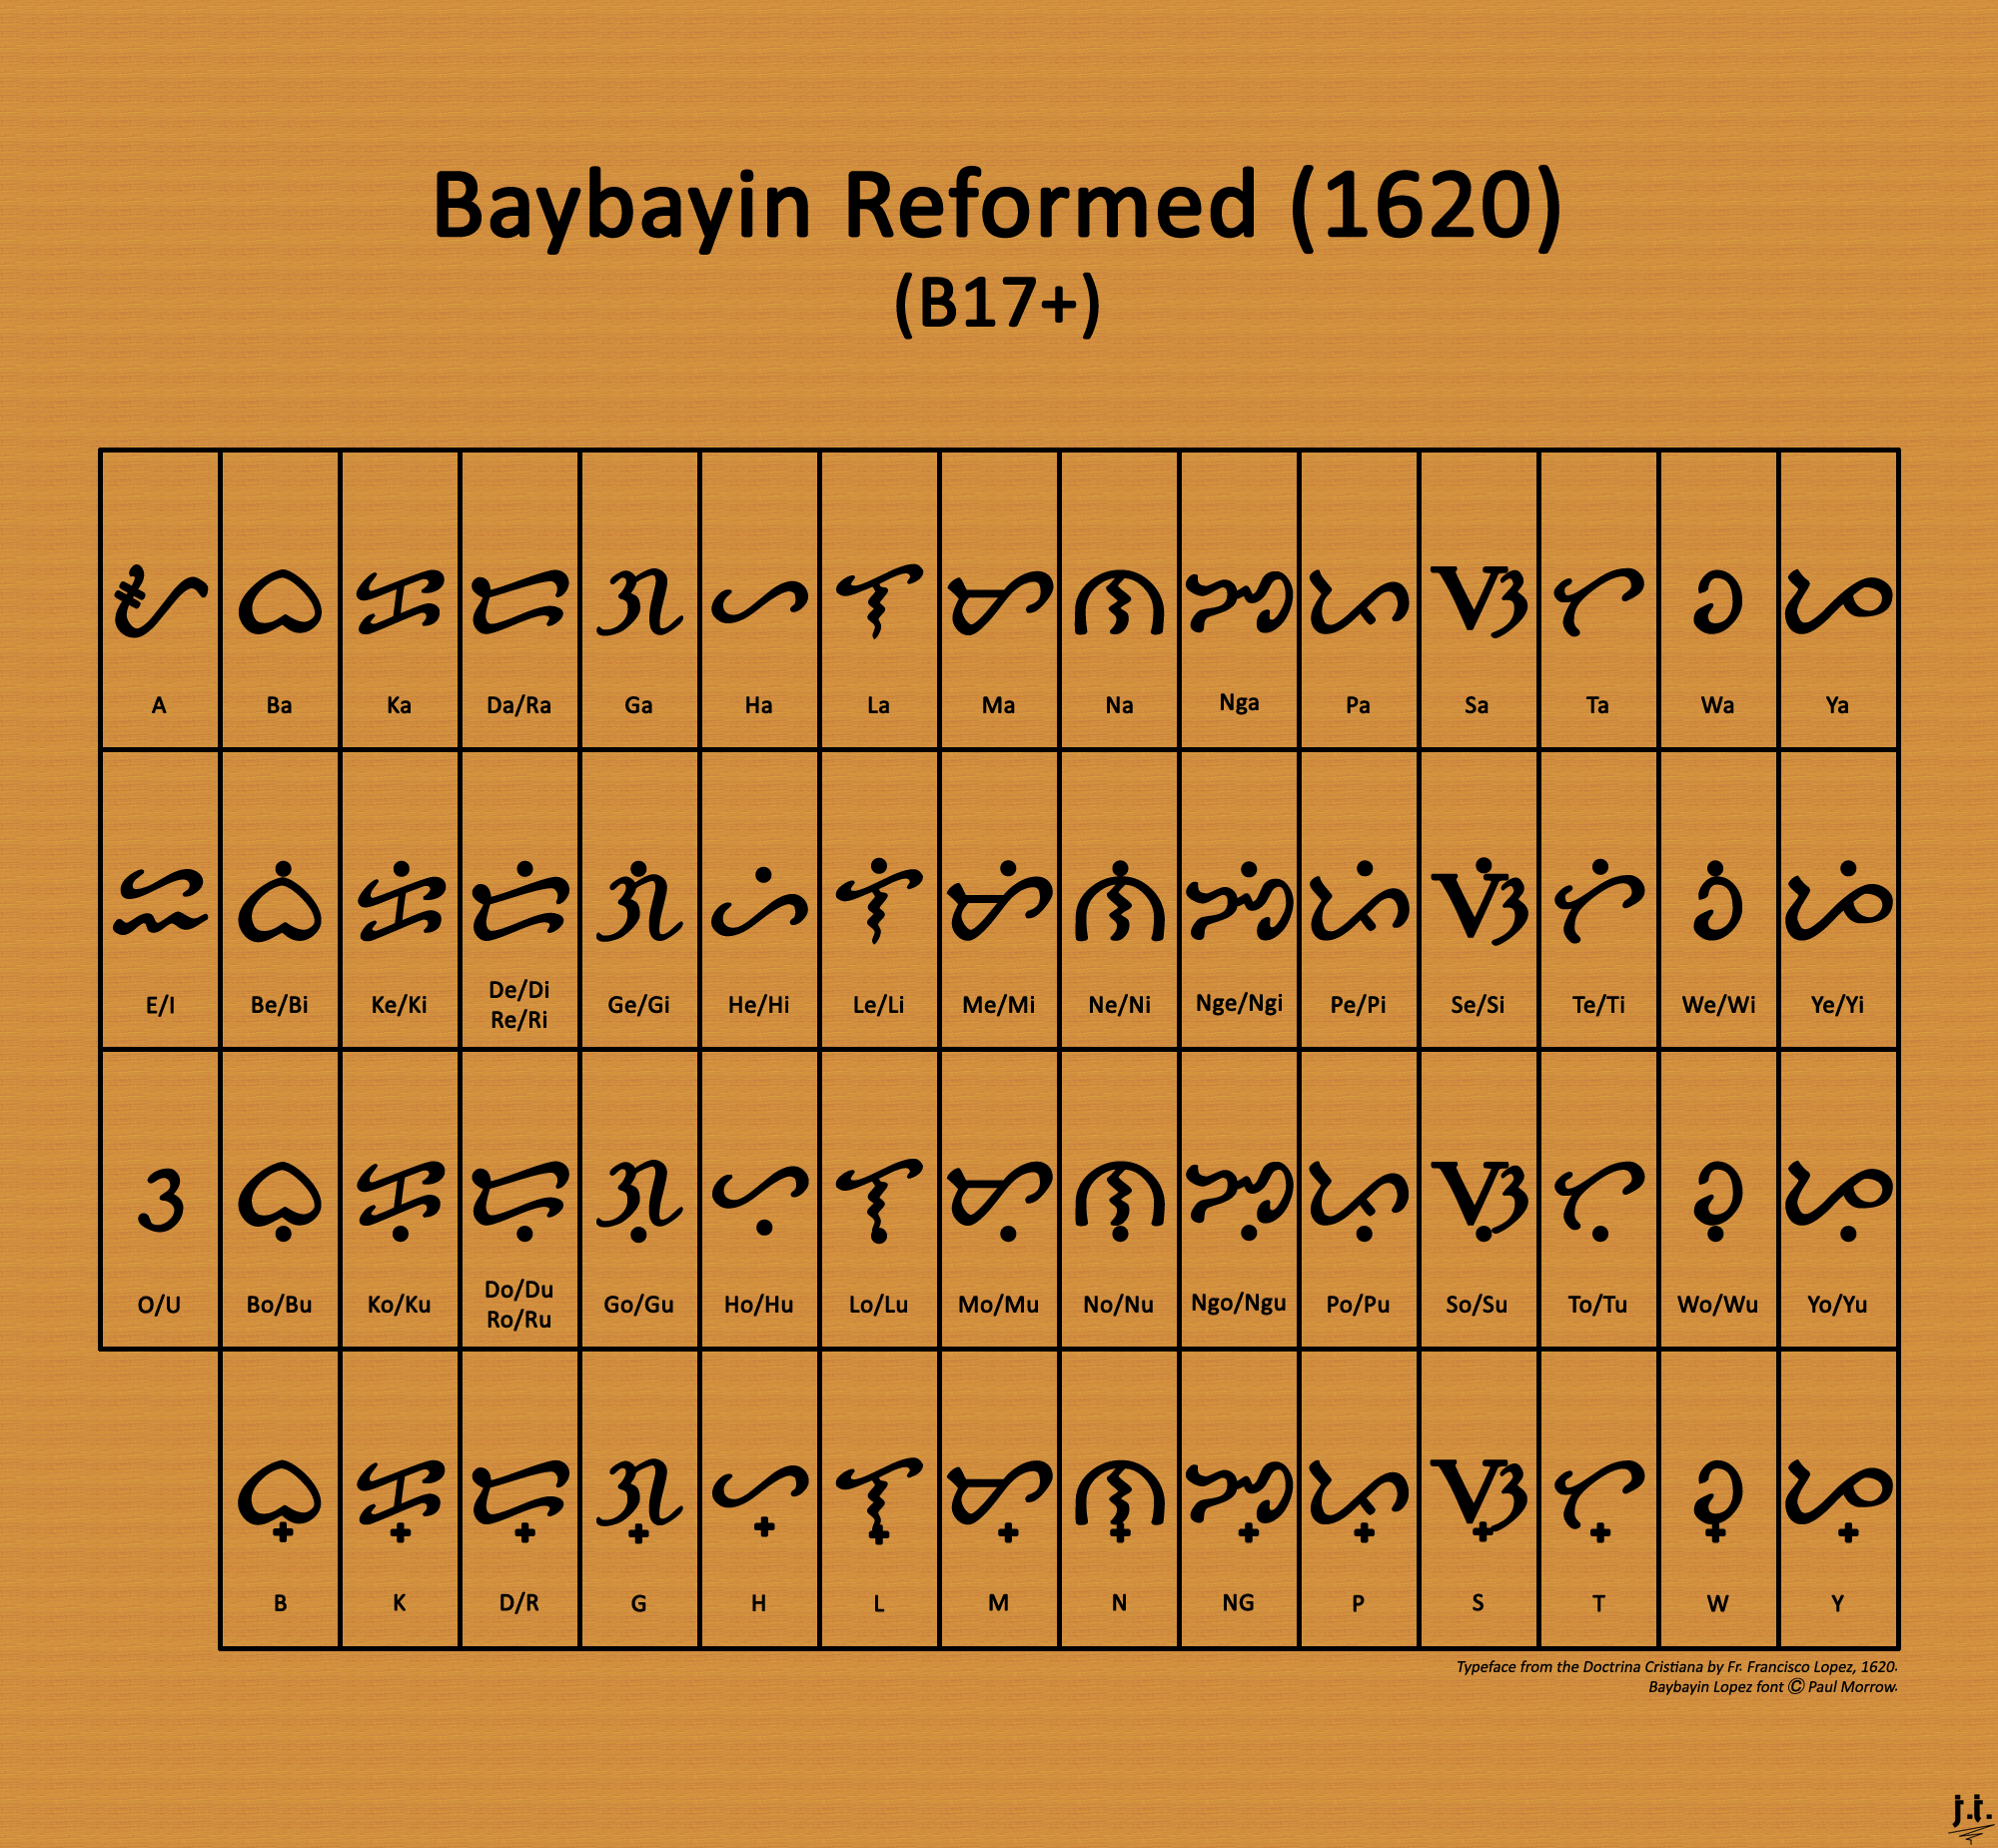 Baybayin Reformed (1620)
(B17+)
ᜀ ᜊ ᜃ ᜇ ᜄ ᜑ ᜎ ᜋ ᜈ ᜅ ᜉ ᜐ ᜆ ᜏ ᜌ
A Ba Ka Da/Ra Ga Ha La Ma Na Nga Pa Sa Ta Wa Ya
ᜁ ᜊᜒ ᜃᜒ ᜇᜒ ᜄᜒ ᜑᜒ ᜎᜒ ᜋᜒ ᜈᜒ ᜅᜒ ᜉᜒ ᜐᜒ ᜆᜒ ᜏᜒ ᜌᜒ
E/I Be/Bi Ke/Ki De/Di Re/Ri Ge/Gi He/Hi Le/Li Me/Mi Ne/Ni Nge/Ngi Pe/Pi Se/Si Te/Ti We/Wi Ye/Yi
ᜂ ᜊᜓ ᜃᜓ ᜇᜓ ᜄᜓ ᜑᜓ ᜎᜓ ᜋᜓ ᜈᜓ ᜅᜓ ᜉᜓ ᜐᜓ ᜆᜓ ᜏᜓ ᜌᜓ
O/U Bo/Bu Ko/Ku Do/Du Ro/Ru Go/Gu Ho/Hu Lo/Lu Mo/Mu No/Nu Ngo/Ngu Po/Pu So/Su To/Tu Wo/Wu Yo/Yu
ᜊ᜔ ᜃ᜔ ᜇ᜔ ᜄ᜔ ᜑ᜔ ᜎ᜔ ᜋ᜔ ᜈ᜔ ᜅ᜔ ᜉ᜔ ᜐ᜔ ᜆ᜔ ᜏ᜔ ᜌ᜔
B K D/R G H L M N NG P S T W Y
Typeface from the Doctrina Cristiana by Fr. Francisco Lopez, 1620.
Baybayin Lopez font © Paul Morrow.